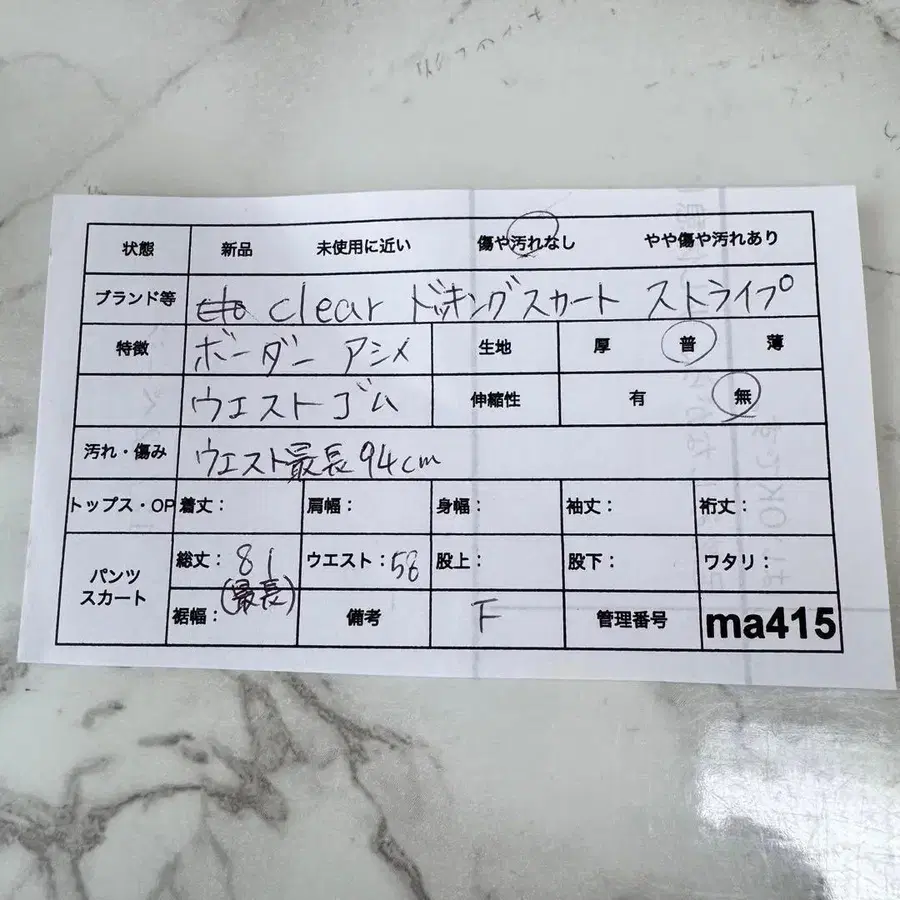 状態 新品 未使用に近い 傷や汚れなし やや傷や汚れあり
ブランド等 clear ドッキングスカート ストライプ
特徴 ボーダー アシメ 生地 厚 普 薄
ウエストゴム 伸縮性 有 無
汚れ・傷み ウエスト最長94cm
トップス・OP 着丈： 肩幅： 身幅： 袖丈： 裄丈：
パンツ スカート 総丈：81 (最長) ウエスト：58 股上： 股下： ワタリ：
裾幅： 備考 F 管理番号 ma415